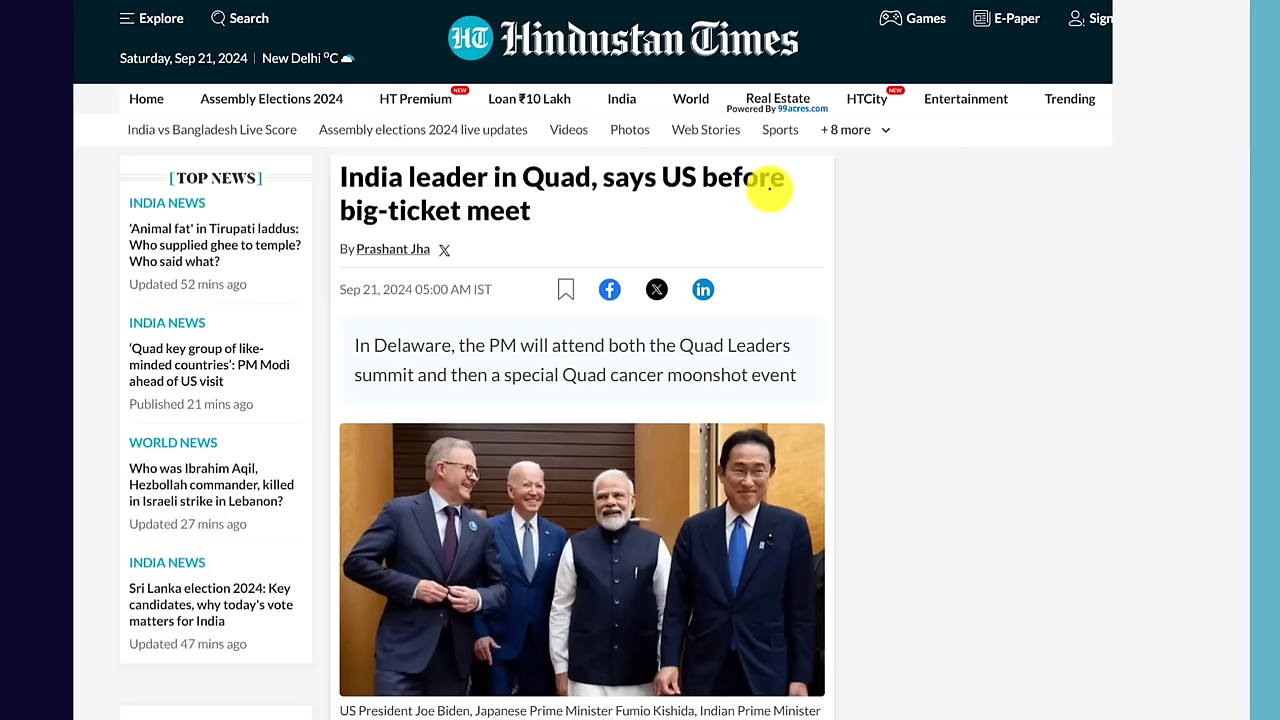 Explore
Search
HT Hindustan Times
Games
E-Paper
Sign
Saturday, Sep 21, 2024 | New Delhi °C
Home
Assembly Elections 2024
HT Premium
NEW
Loan ₹10 Lakh
India
World
Real Estate
Powered By 99acres.com
HTCity
NEW
Entertainment
Trending
India vs Bangladesh Live Score
Assembly elections 2024 live updates
Videos
Photos
Web Stories
Sports
+ 8 more
[TOP NEWS]
INDIA NEWS
'Animal fat' in Tirupati laddus:
Who supplied ghee to temple?
Who said what?
Updated 52 mins ago
INDIA NEWS
‘Quad key group of like-
minded countries’: PM Modi
ahead of US visit
Published 21 mins ago
WORLD NEWS
Who was Ibrahim Aqil,
Hezbollah commander, killed
in Israeli strike in Lebanon?
Updated 27 mins ago
INDIA NEWS
Sri Lanka election 2024: Key
candidates, why today's vote
matters for India
Updated 47 mins ago
India leader in Quad, says US before
big-ticket meet
By Prashant Jha
Sep 21, 2024 05:00 AM IST
In Delaware, the PM will attend both the Quad Leaders
summit and then a special Quad cancer moonshot event
US President Joe Biden, Japanese Prime Minister Fumio Kishida, Indian Prime Minister